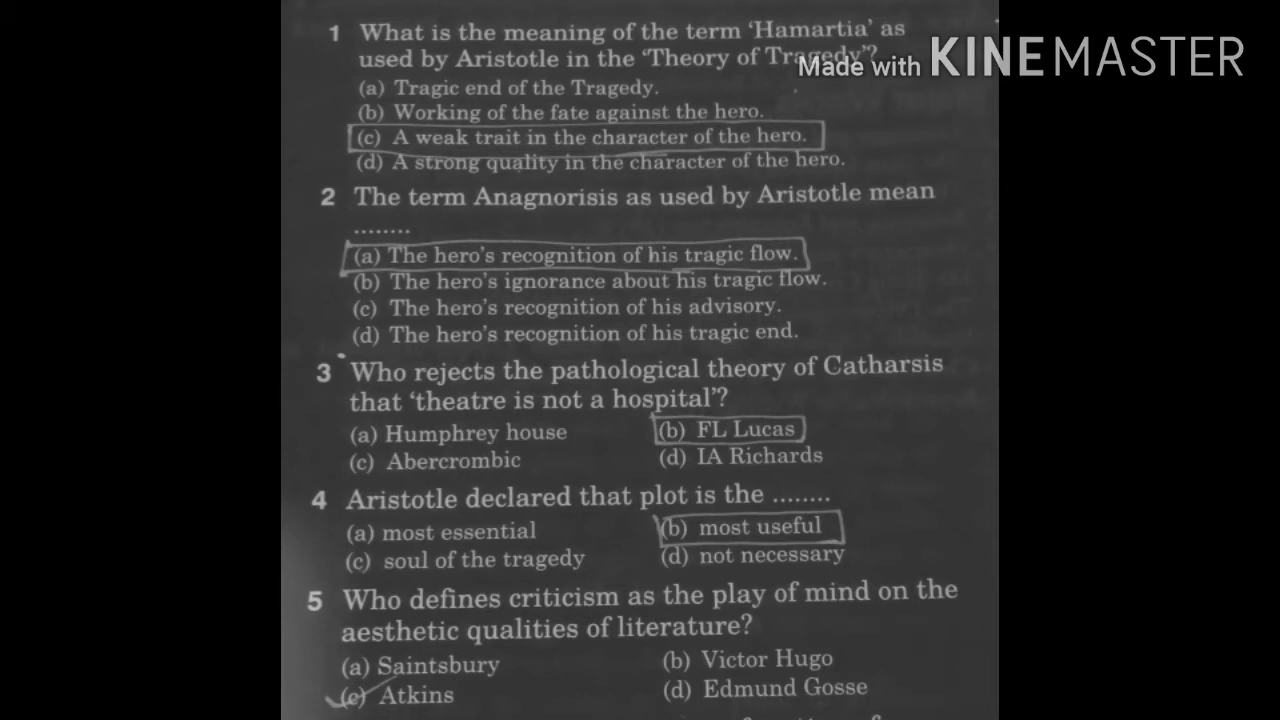 1 What is the meaning of the term 'Hamartia' as
used by Aristotle in the 'Theory of Tragedy'?
Made with KINEMASTER
(a) Tragic end of the Tragedy.
(b) Working of the fate against the hero.
(c) A weak trait in the character of the hero.
(d) A strong quality in the character of the hero.
2 The term Anagnorisis as used by Aristotle mean
........
(a) The hero's recognition of his tragic flow.
(b) The hero's ignorance about his tragic flow.
(c) The hero's recognition of his advisory.
(d) The hero's recognition of his tragic end.
3 Who rejects the pathological theory of Catharsis
that 'theatre is not a hospital'?
(a) Humphrey house (b) FL Lucas
(c) Abercrombic (d) IA Richards
4 Aristotle declared that plot is the ........
(a) most essential (b) most useful
(c) soul of the tragedy (d) not necessary
5 Who defines criticism as the play of mind on the
aesthetic qualities of literature?
(a) Saintsbury (b) Victor Hugo
(c) Atkins (d) Edmund Gosse